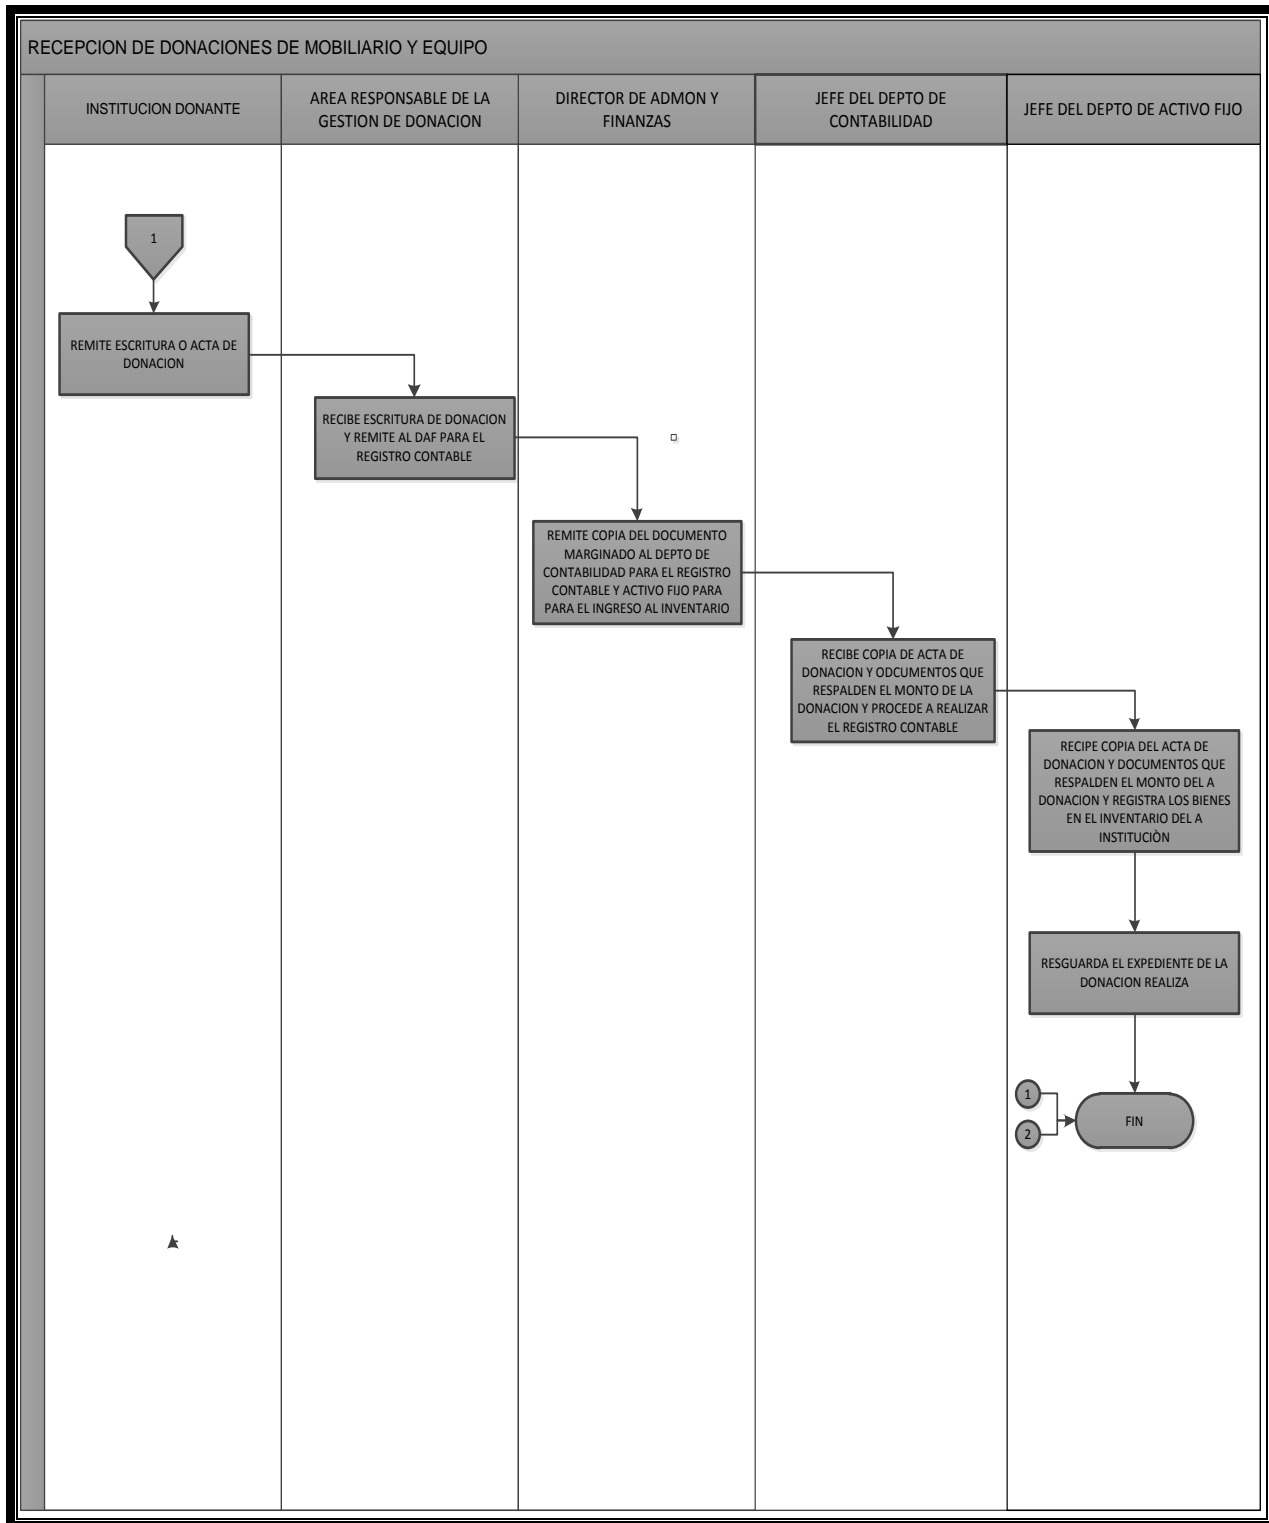 RECEPCION DE DONACIONES DE MOBILIARIO Y EQUIPO
INSTITUCION DONANTE
AREA RESPONSABLE DE LA
GESTION DE DONACION
DIRECTOR DE ADMON Y
FINANZAS
JEFE DEL DEPTO DE
CONTABILIDAD
JEFE DEL DEPTO DE ACTIVO FIJO
1
REMITE ESCRITURA O ACTA DE
DONACION
RECIBE ESCRITURA DE DONACION
Y REMITE AL DAF PARA EL
REGISTRO CONTABLE
REMITE COPIA DEL DOCUMENTO
MARGINADO AL DEPTO DE
CONTABILIDAD PARA EL REGISTRO
CONTABLE Y ACTIVO FIJO PARA
PARA EL INGRESO AL INVENTARIO
RECIBE COPIA DE ACTA DE
DONACION Y ODCUMENTOS QUE
RESPALDEN EL MONTO DE LA
DONACION Y PROCEDE A REALIZAR
EL REGISTRO CONTABLE
RECIPE COPIA DEL ACTA DE
DONACION Y DOCUMENTOS QUE
RESPALDEN EL MONTO DEL A
DONACION Y REGISTRA LOS BIENES
EN EL INVENTARIO DEL A
INSTITUCIÒN
RESGUARDA EL EXPEDIENTE DE LA
DONACION REALIZA
1
2
FIN